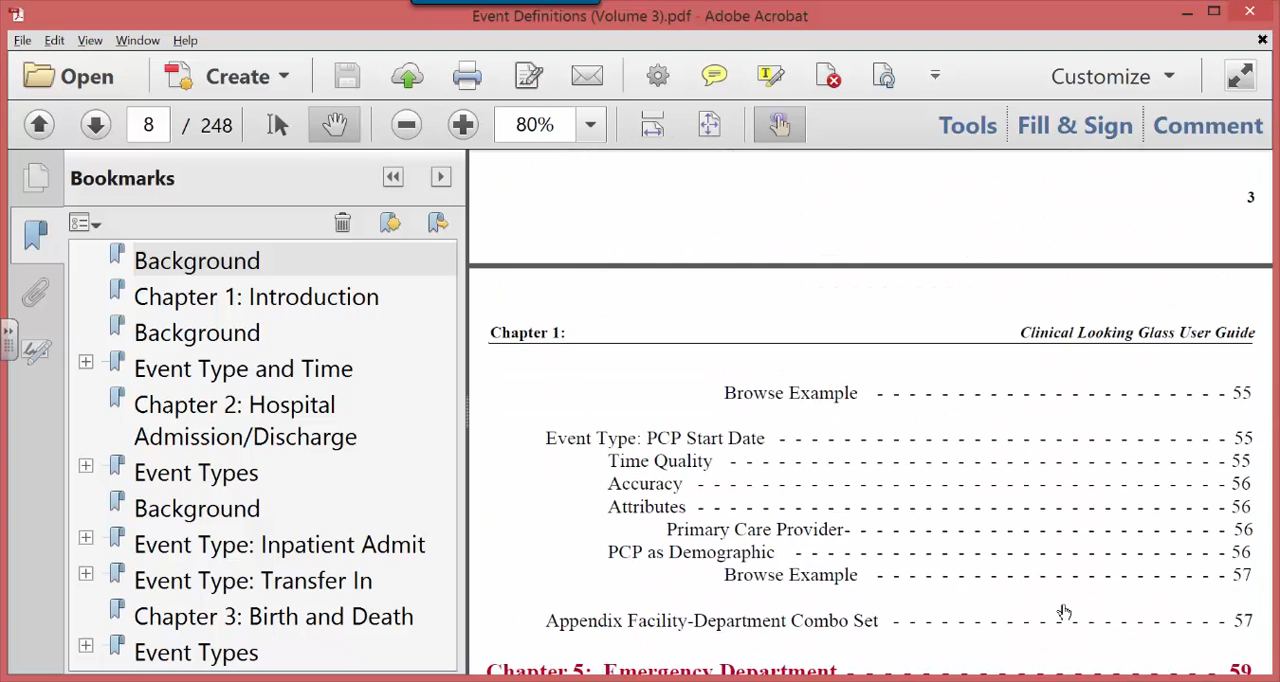 Event Definitions (Volume 3).pdf - Adobe Acrobat
File Edit View Window Help
Open Create Customize
8 / 248 80% Tools Fill & Sign Comment
Bookmarks
Background
Chapter 1: Introduction
Background
Event Type and Time
Chapter 2: Hospital
Admission/Discharge
Event Types
Background
Event Type: Inpatient Admit
Event Type: Transfer In
Chapter 3: Birth and Death
Event Types
3
Chapter 1: Clinical Looking Glass User Guide
Browse Example - - - - - - - - - - - - - - - - - - - - - - - 55
Event Type: PCP Start Date - - - - - - - - - - - - - - - - - - - - - - - - - - - - - 55
Time Quality - - - - - - - - - - - - - - - - - - - - - - - - - - - - - - - - 55
Accuracy - - - - - - - - - - - - - - - - - - - - - - - - - - - - - - - - - - 56
Attributes - - - - - - - - - - - - - - - - - - - - - - - - - - - - - - - - - - 56
Primary Care Provider- - - - - - - - - - - - - - - - - - - - - - - - 56
PCP as Demographic - - - - - - - - - - - - - - - - - - - - - - - - - - - - 56
Browse Example - - - - - - - - - - - - - - - - - - - - - - - 57
Appendix Facility-Department Combo Set - - - - - - - - - - - - - - - - - - - - - - 57
Chapter 5: Emergency Department - - - - - - - - - - - - - - - - - - - - - 59